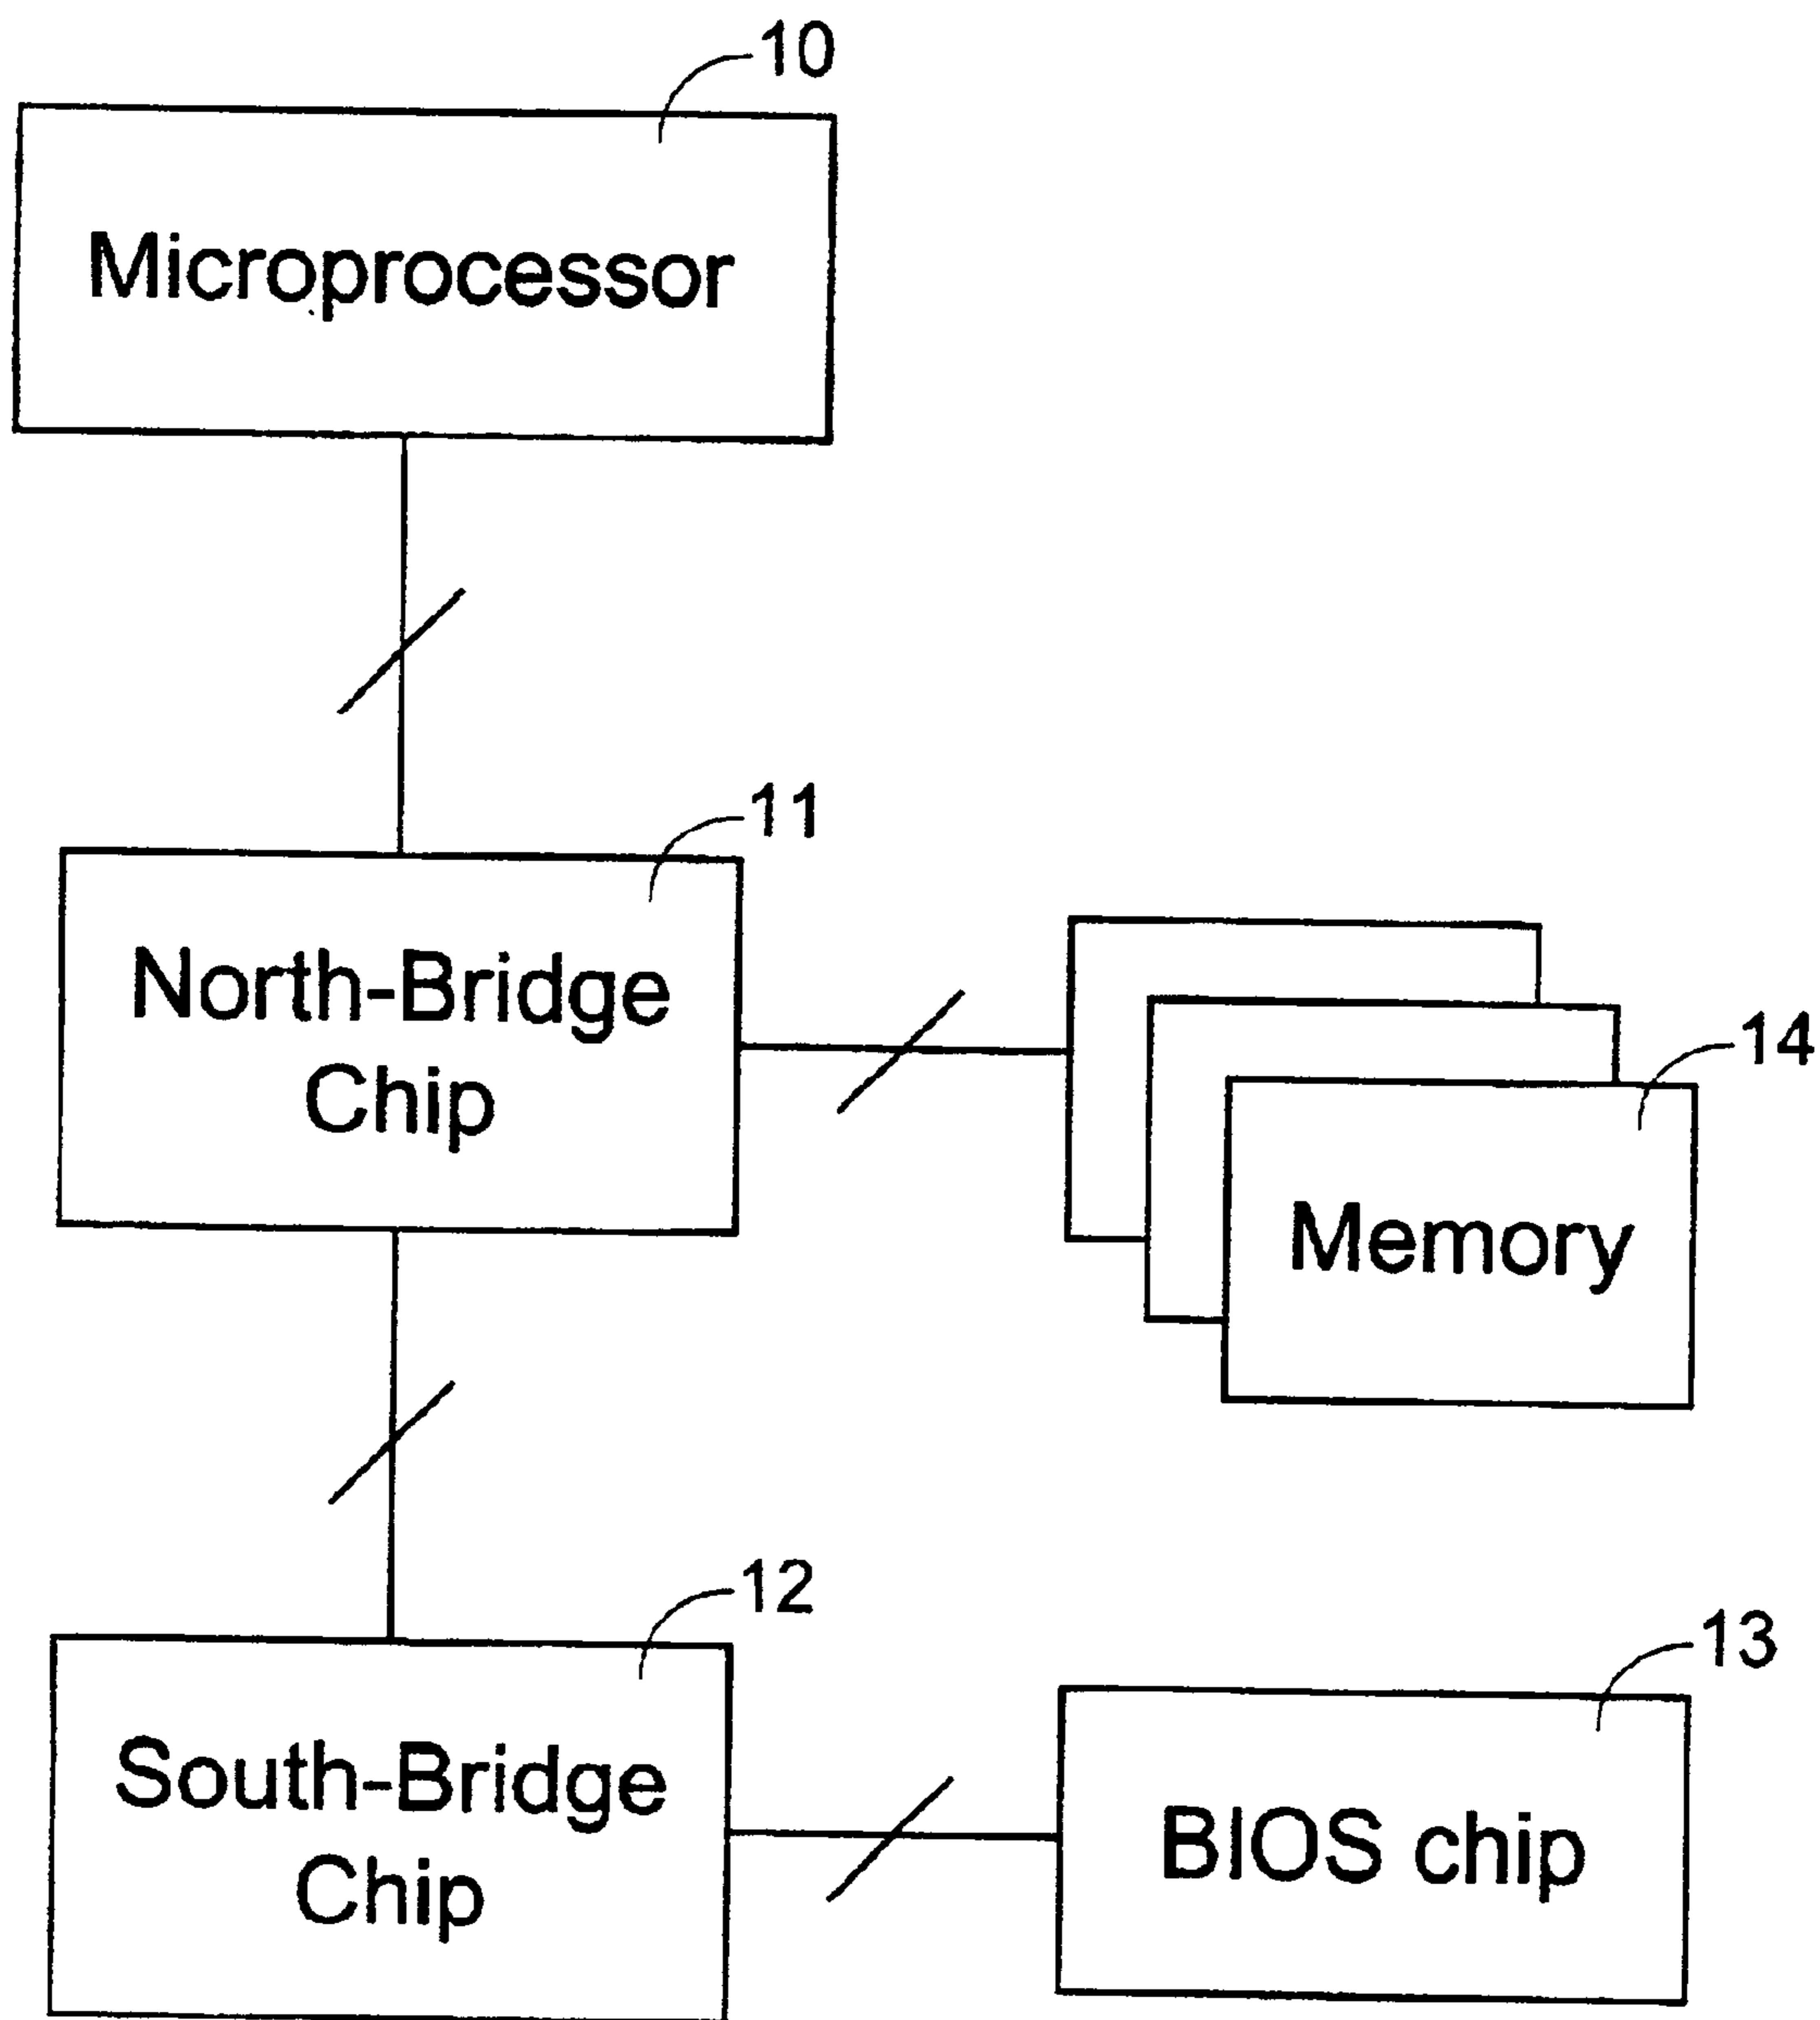 10
Microprocessor
11
North-Bridge
Chip
14
Memory
12
South-Bridge
Chip
13
BIOS chip